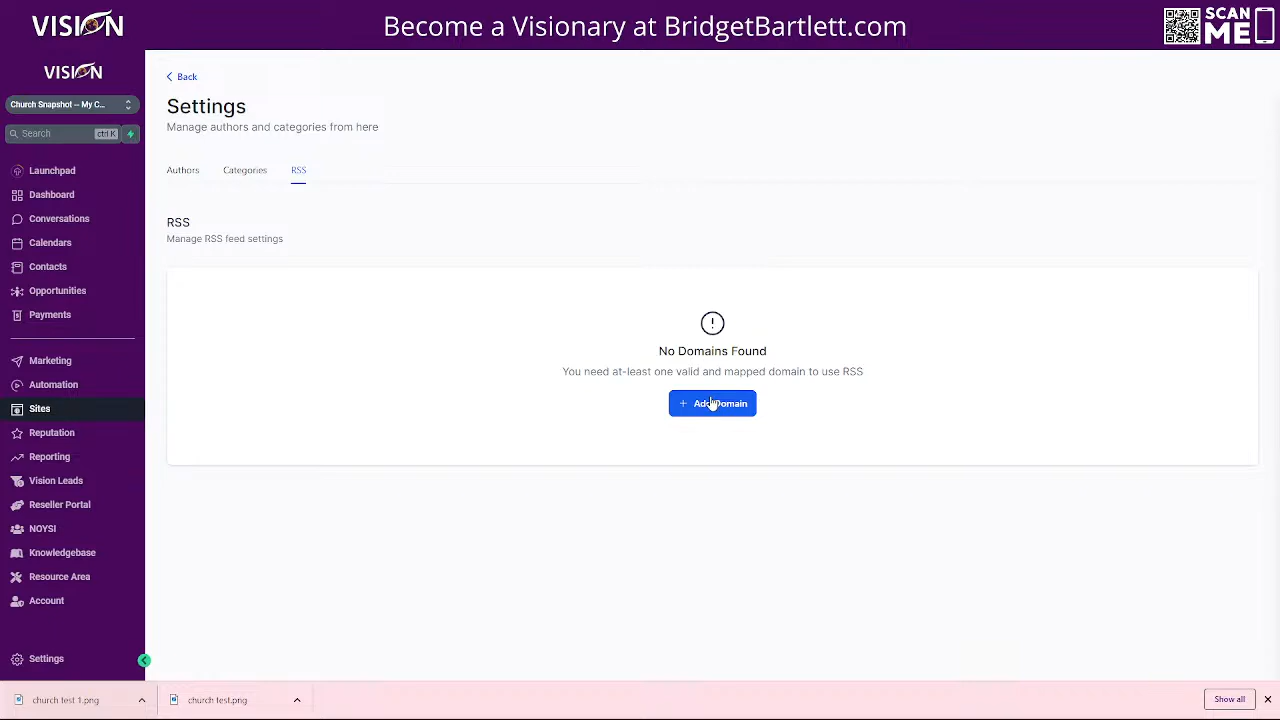 VISION
Become a Visionary at BridgetBartlett.com
SCAN
ME
VISION
Church Snapshot -- My C...
Search
ctrl K
Launchpad
Dashboard
Conversations
Calendars
Contacts
Opportunities
Payments
Marketing
Automation
Sites
Reputation
Reporting
Vision Leads
Reseller Portal
NOYSI
Knowledgebase
Resource Area
Account
Settings
Back
Settings
Manage authors and categories from here
Authors
Categories
RSS
RSS
Manage RSS feed settings
No Domains Found
You need at-least one valid and mapped domain to use RSS
+ Add Domain
church test 1.png
church test.png
Show all